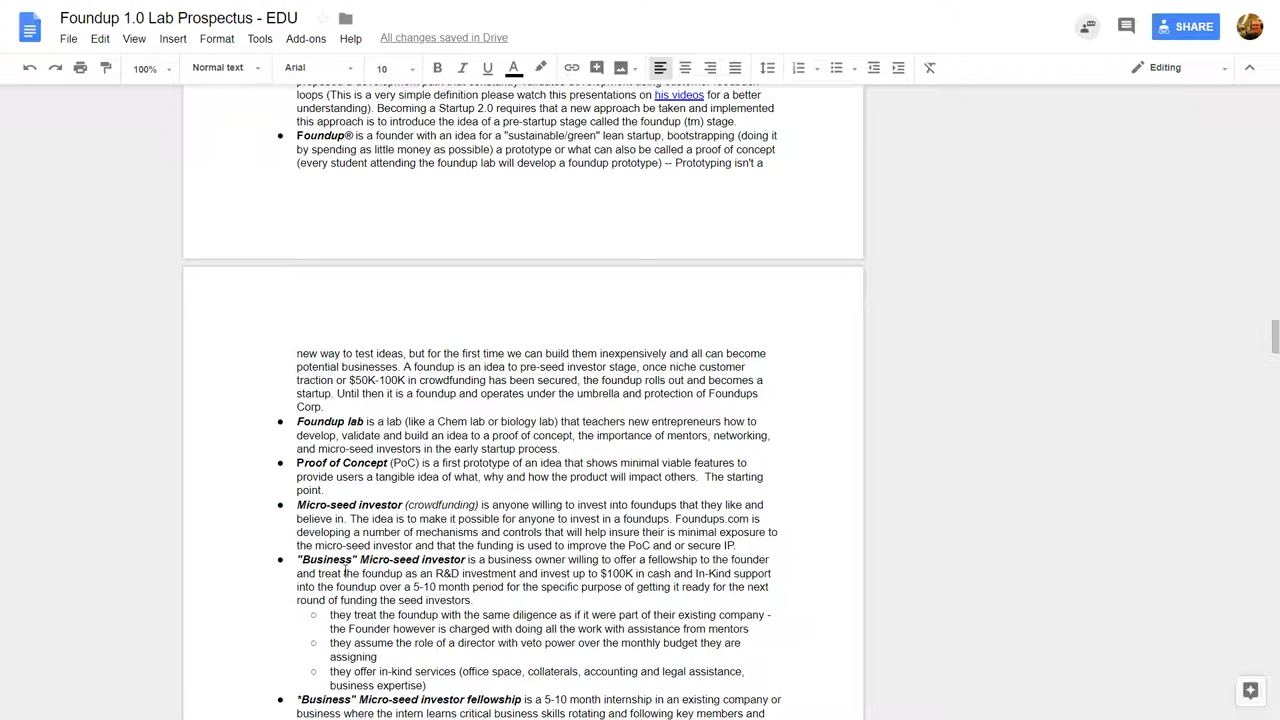 Foundup 1.0 Lab Prospectus - EDU
File Edit View Insert Format Tools Add-ons Help All changes saved in Drive
SHARE
100% Normal text Arial 10 B I U A Editing
loops (This is a very simple definition please watch this presentations on his videos for a better
understanding). Becoming a Startup 2.0 requires that a new approach be taken and implemented
this approach is to introduce the idea of a pre-startup stage called the foundup (tm) stage.
● Foundup® is a founder with an idea for a "sustainable/green" lean startup, bootstrapping (doing it
by spending as little money as possible) a prototype or what can also be called a proof of concept
(every student attending the foundup lab will develop a foundup prototype) -- Prototyping isn't a
new way to test ideas, but for the first time we can build them inexpensively and all can become
potential businesses. A foundup is an idea to pre-seed investor stage, once niche customer
traction or $50K-100K in crowdfunding has been secured, the foundup rolls out and becomes a
startup. Until then it is a foundup and operates under the umbrella and protection of Foundups
Corp.
● Foundup lab is a lab (like a Chem lab or biology lab) that teachers new entrepreneurs how to
develop, validate and build an idea to a proof of concept, the importance of mentors, networking,
and micro-seed investors in the early startup process.
● Proof of Concept (PoC) is a first prototype of an idea that shows minimal viable features to
provide users a tangible idea of what, why and how the product will impact others. The starting
point.
● Micro-seed investor (crowdfunding) is anyone willing to invest into foundups that they like and
believe in. The idea is to make it possible for anyone to invest in a foundups. Foundups.com is
developing a number of mechanisms and controls that will help insure their is minimal exposure to
the micro-seed investor and that the funding is used to improve the PoC and or secure IP.
● "Business" Micro-seed investor is a business owner willing to offer a fellowship to the founder
and treat the foundup as an R&D investment and invest up to $100K in cash and In-Kind support
into the foundup over a 5-10 month period for the specific purpose of getting it ready for the next
round of funding the seed investors.
○ they treat the foundup with the same diligence as if it were part of their existing company -
the Founder however is charged with doing all the work with assistance from mentors
○ they assume the role of a director with veto power over the monthly budget they are
assigning
○ they offer in-kind services (office space, collaterals, accounting and legal assistance,
business expertise)
● *Business" Micro-seed investor fellowship is a 5-10 month internship in an existing company or
business where the intern learns critical business skills rotating and following key members and